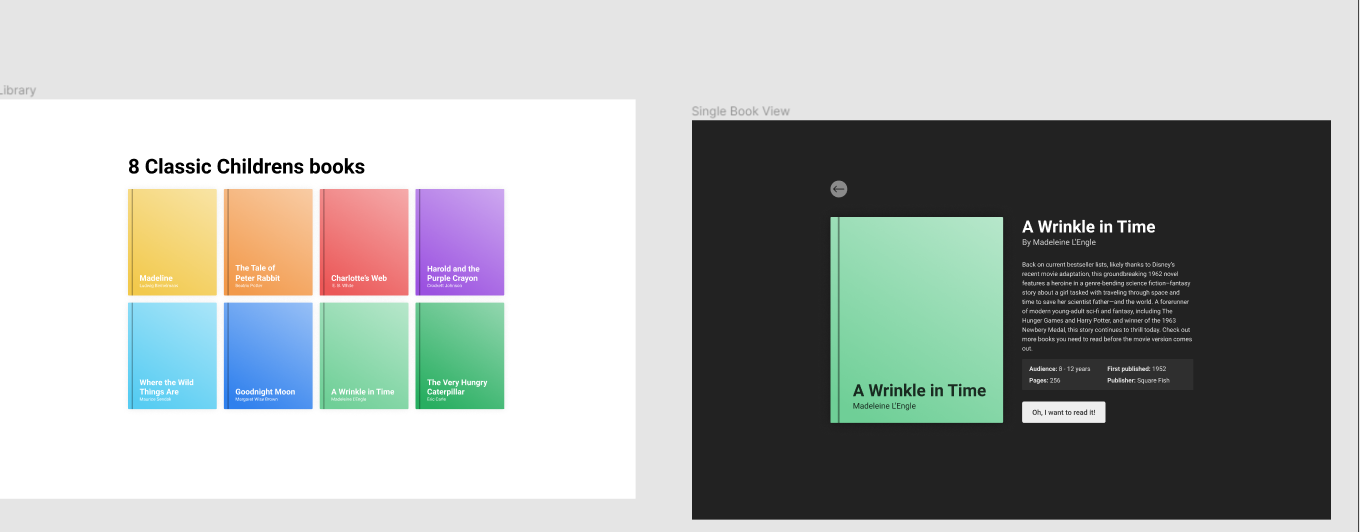 Library
8 Classic Childrens books
Madeline
Ludwig Bemelmans
The Tale of
Peter Rabbit
Beatrix Potter
Charlotte's Web
E. B. White
Harold and the
Purple Crayon
Crockett Johnson
Where the Wild
Things Are
Maurice Sendak
Goodnight Moon
Margaret Wise Brown
A Wrinkle in Time
Madeleine L'Engle
The Very Hungry
Caterpillar
Eric Carle
Single Book View
A Wrinkle in Time
Madeleine L'Engle
A Wrinkle in Time
By Madeleine L'Engle
Back on current bestseller lists, likely thanks to Disney's
recent movie adaptation, this groundbreaking 1962 novel
features a heroine in a genre-bending science fiction–fantasy
story about a girl tasked with traveling through space and
time to save her scientist father—and the world. A forerunner
of modern young-adult sci-fi and fantasy, including The
Hunger Games and Harry Potter, and winner of the 1963
Newbery Medal, this story continues to thrill today. Check out
more books you need to read before the movie version comes
out.
Audience: 8 - 12 years
First published: 1952
Pages: 256
Publisher: Square Fish
Oh, I want to read it!